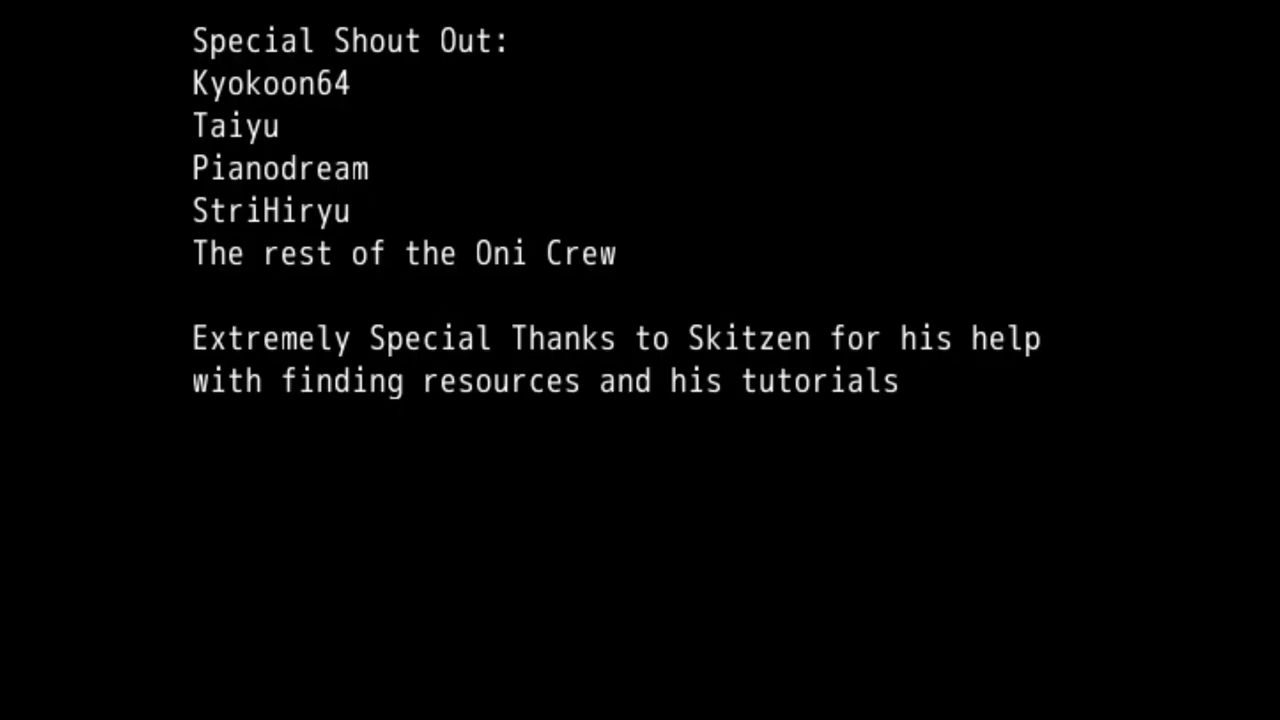 Special Shout Out:
Kyokoon64
Taiyu
Pianodream
StriHiryu
The rest of the Oni Crew
Extremely Special Thanks to Skitzen for his help
with finding resources and his tutorials